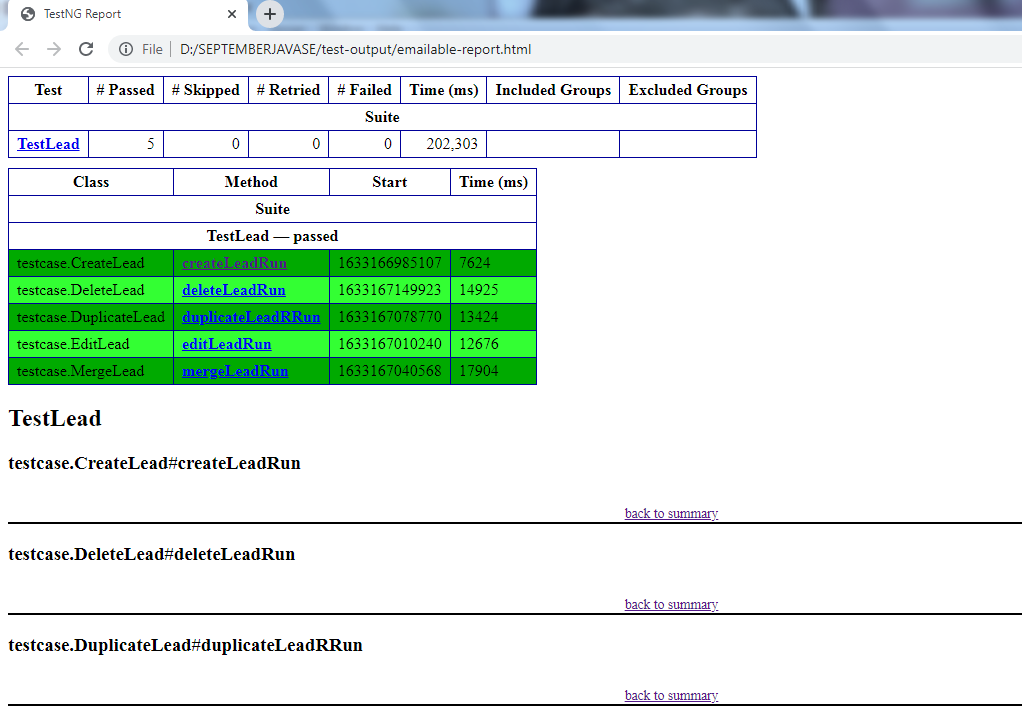 TestNG Report
File D:/SEPTEMBERJAVASE/test-output/emailable-report.html
Test # Passed # Skipped # Retried # Failed Time (ms) Included Groups Excluded Groups
Suite
TestLead 5 0 0 0 202,303
Class Method Start Time (ms)
Suite
TestLead — passed
testcase.CreateLead createLeadRun 1633166985107 7624
testcase.DeleteLead deleteLeadRun 1633167149923 14925
testcase.DuplicateLead duplicateLeadRRun 1633167078770 13424
testcase.EditLead editLeadRun 1633167010240 12676
testcase.MergeLead mergeLeadRun 1633167040568 17904
TestLead
testcase.CreateLead#createLeadRun
back to summary
testcase.DeleteLead#deleteLeadRun
back to summary
testcase.DuplicateLead#duplicateLeadRRun
back to summary